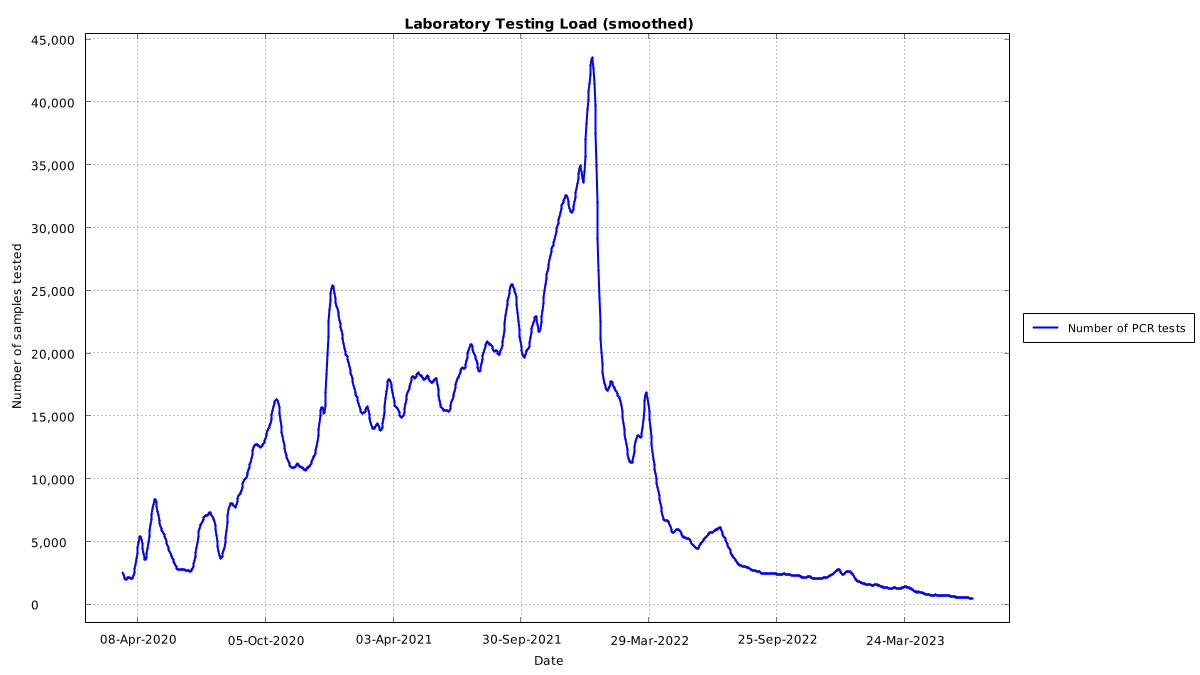 Laboratory Testing Load (smoothed)
45,000
40,000
35,000
30,000
25,000
20,000
15,000
10,000
5,000
0
Number of samples tested
08-Apr-2020
05-Oct-2020
03-Apr-2021
30-Sep-2021
29-Mar-2022
25-Sep-2022
24-Mar-2023
Date
Number of PCR tests